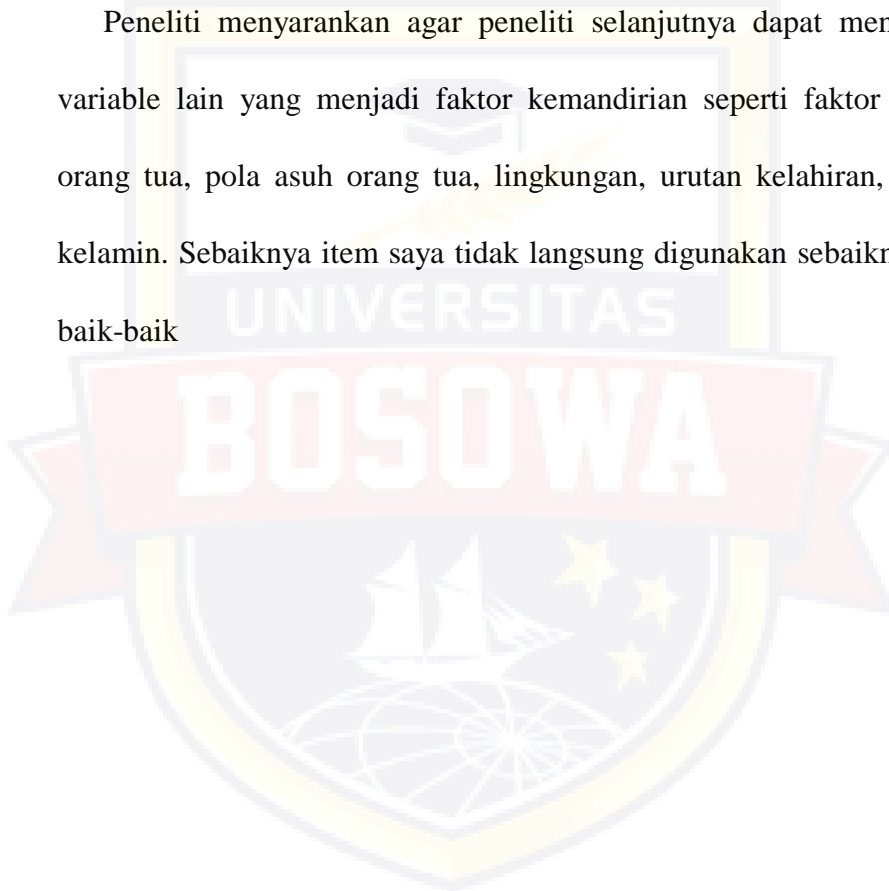 Peneliti menyarankan agar peneliti selanjutnya dapat men
variable lain yang menjadi faktor kemandirian seperti faktor
orang tua, pola asuh orang tua, lingkungan, urutan kelahiran,
kelamin. Sebaiknya item saya tidak langsung digunakan sebaikn
baik-baik
UNIVERSITAS
BOSOWA